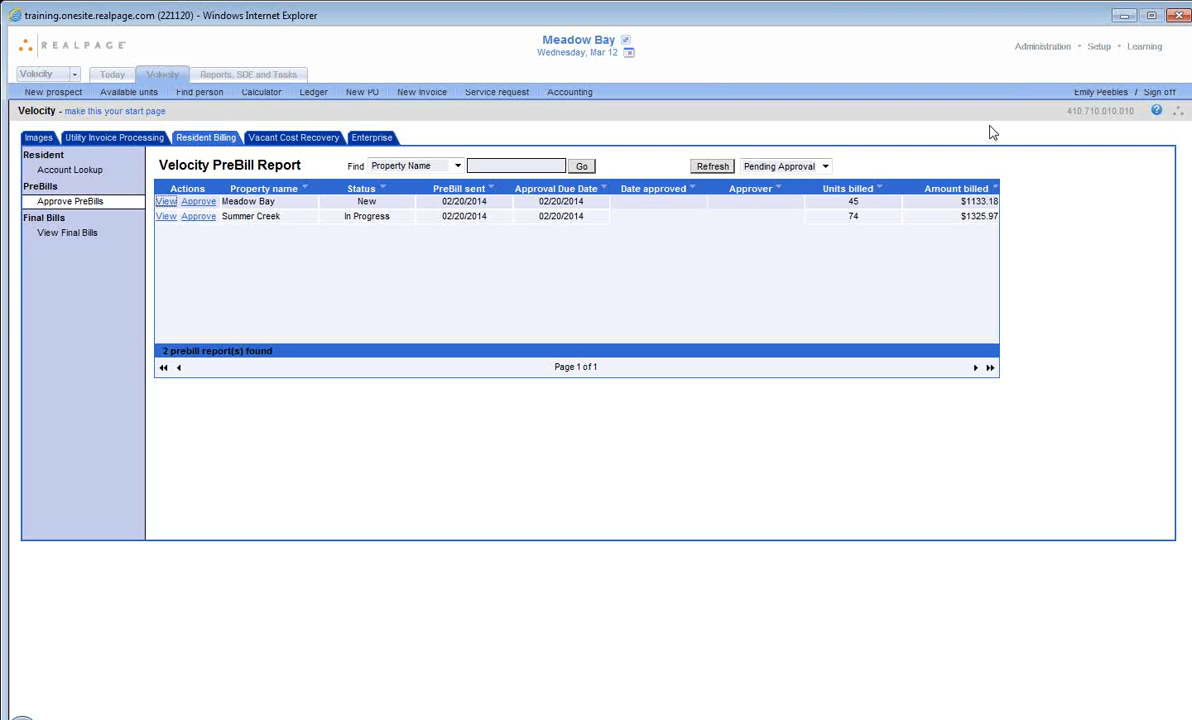 training.onesite.realpage.com (221120) - Windows Internet Explorer
REALPAGE
Meadow Bay
Wednesday, Mar 12
Administration • Setup • Learning
Velocity Today Velocity Reports, SDE and Tasks
New prospect Available units Find person Calculator Ledger New PO New Invoice Service request Accounting Emily Peebles / Sign off
Velocity - make this your start page 410.710.010.010
Images Utility Invoice Processing Resident Billing Vacant Cost Recovery Enterprise
Resident
Account Lookup
PreBills
Approve PreBills
Final Bills
View Final Bills
Velocity PreBill Report Find Property Name Go Refresh Pending Approval
Actions Property name Status PreBill sent Approval Due Date Date approved Approver Units billed Amount billed
View Approve Meadow Bay New 02/20/2014 02/20/2014 45 $1133.18
View Approve Summer Creek In Progress 02/20/2014 02/20/2014 74 $1325.97
2 prebill report(s) found
Page 1 of 1